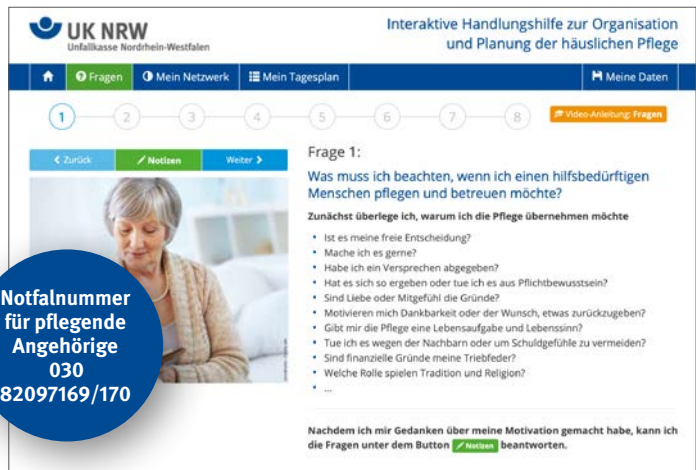 UK NRW
Unfallkasse Nordrhein-Westfalen
Interaktive Handlungshilfe zur Organisation
und Planung der häuslichen Pflege
Fragen
Mein Netzwerk
Mein Tagesplan
Meine Daten
1
2
3
4
5
6
7
8
Video-Anleitung: Fragen
Zurück
Notizen
Weiter
Frage 1:
Was muss ich beachten, wenn ich einen hilfsbedürftigen
Menschen pflegen und betreuen möchte?
Zunächst überlege ich, warum ich die Pflege übernehmen möchte
• Ist es meine freie Entscheidung?
• Mache ich es gerne?
• Habe ich ein Versprechen abgegeben?
• Hat es sich so ergeben oder tue ich es aus Pflichtbewusstsein?
• Sind Liebe oder Mitgefühl die Gründe?
• Motivieren mich Dankbarkeit oder der Wunsch, etwas zurückzugeben?
• Gibt mir die Pflege eine Lebensaufgabe und Lebenssinn?
• Tue ich es wegen der Nachbarn oder um Schuldgefühle zu vermeiden?
• Sind finanzielle Gründe meine Triebfeder?
• Welche Rolle spielen Tradition und Religion?
• ...
Nachdem ich mir Gedanken über meine Motivation gemacht habe, kann ich
die Fragen unter dem Button Notizen beantworten.
Notfalnummer
für pflegende
Angehörige
030
82097169/170